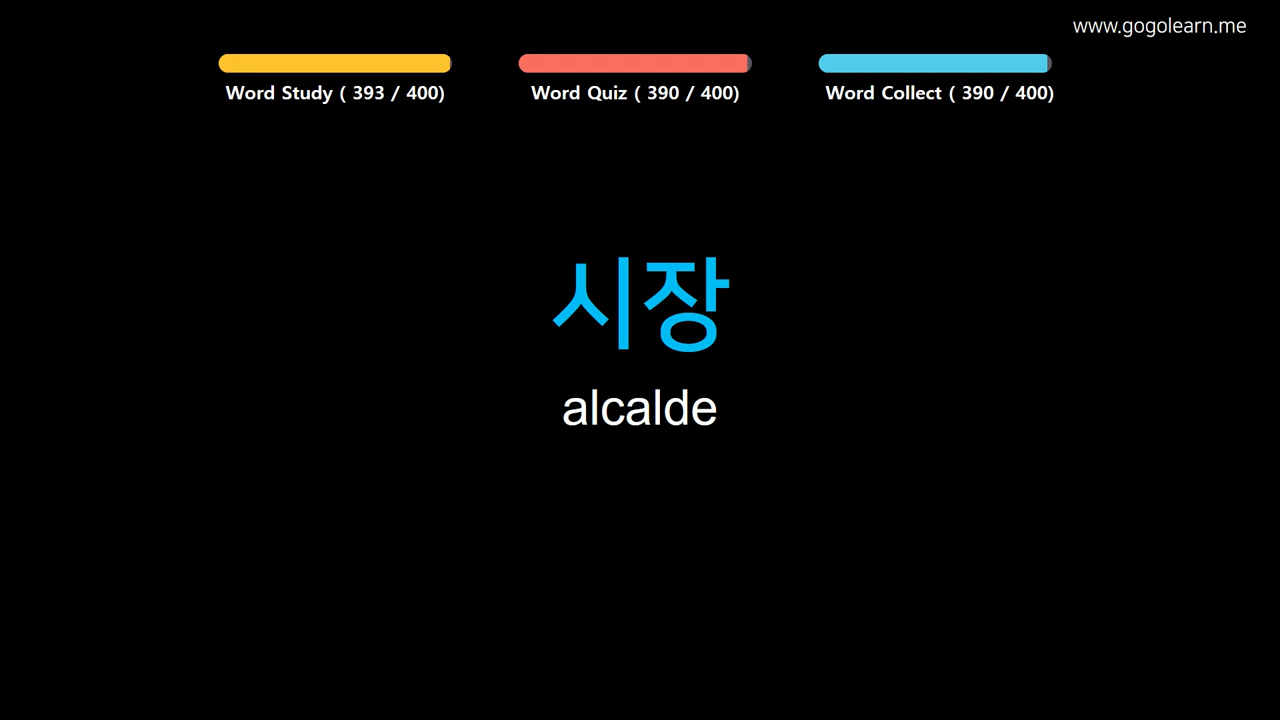 www.gogolearn.me
Word Study ( 393 / 400)
Word Quiz ( 390 / 400)
Word Collect ( 390 / 400)
시장
alcalde